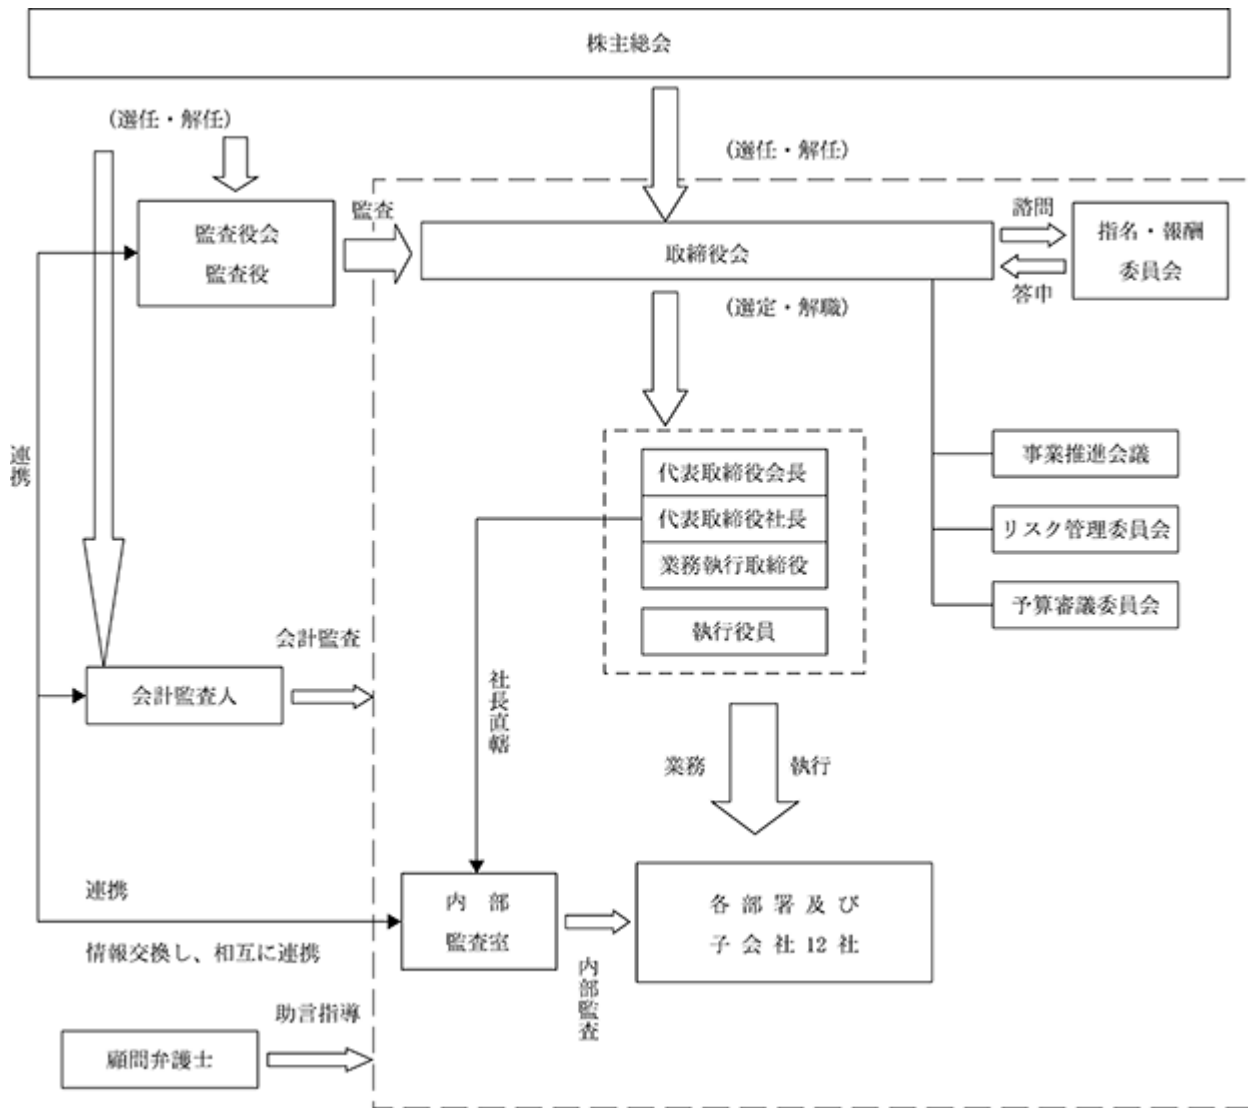 株主総会
(選任・解任)
(選任・解任)
監査役会
監査役
監査
取締役会
諮問
答申
指名・報酬
委員会
(選定・解職)
連携
代表取締役会長
代表取締役社長
業務執行取締役
執行役員
事業推進会議
リスク管理委員会
予算審議委員会
会計監査人
会計監査
社長直轄
業務 執行
連携
情報交換し、相互に連携
内 部
監査室
内部監査
各 部 署 及 び
子 会 社 12 社
助言指導
顧問弁護士